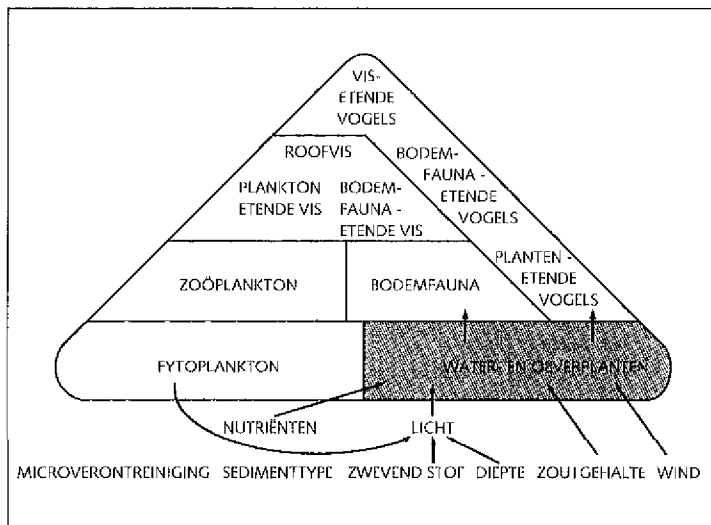 VIS-
ETENDE
VOGELS
ROOFVIS
BODEM-
FAUNA -
ETENDE
VOGELS
PLANKTON
ETENDE VIS
BODEM-
FAUNA -
ETENDE VIS
PLANTEN -
ETENDE
VOGELS
ZOÖPLANKTON
BODEMFAUNA
FYTOPLANKTON
WATER- EN OEVERPLANTEN
NUTRIËNTEN
LICHT
MICROVERONTREINIGING SEDIMENTTYPE ZWEVEND STOF DIEPTE ZOUTGEHALTE WIND